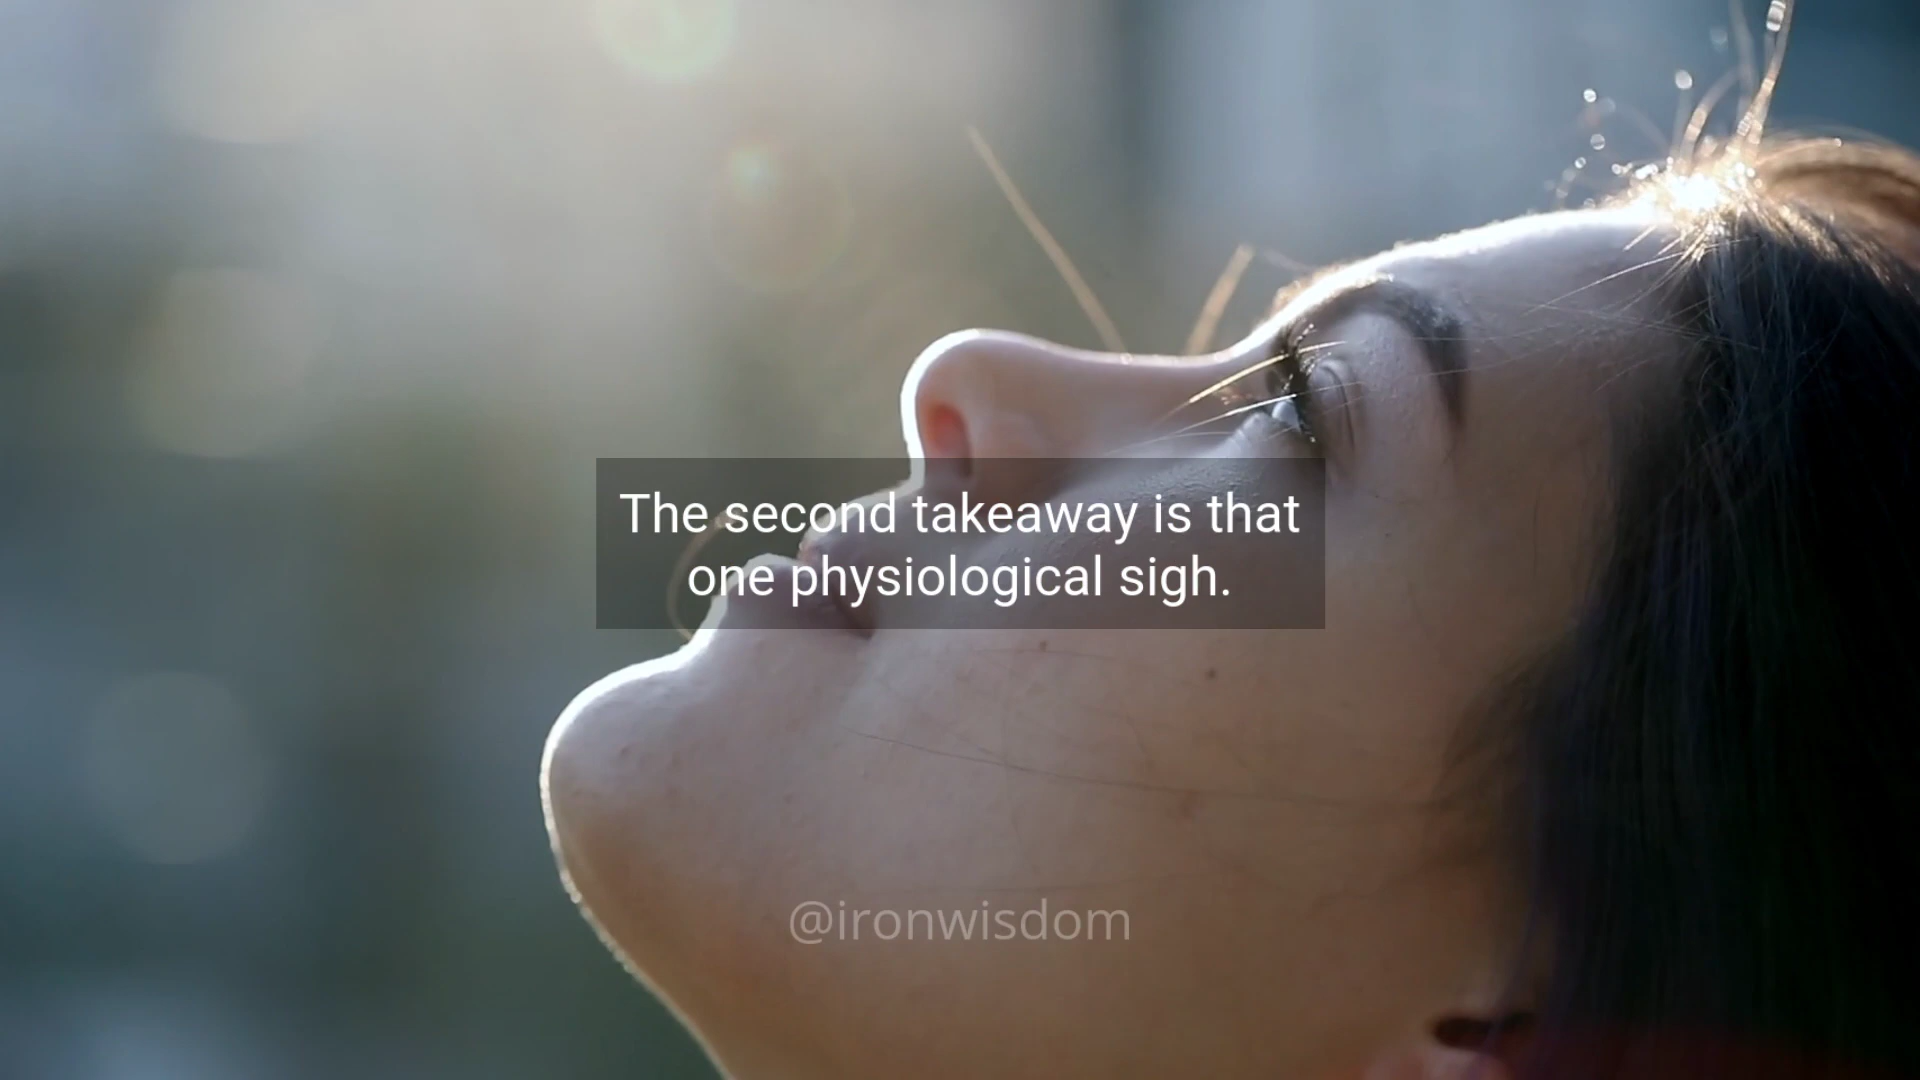 The second takeaway is that
one physiological sigh.
@ironwisdom